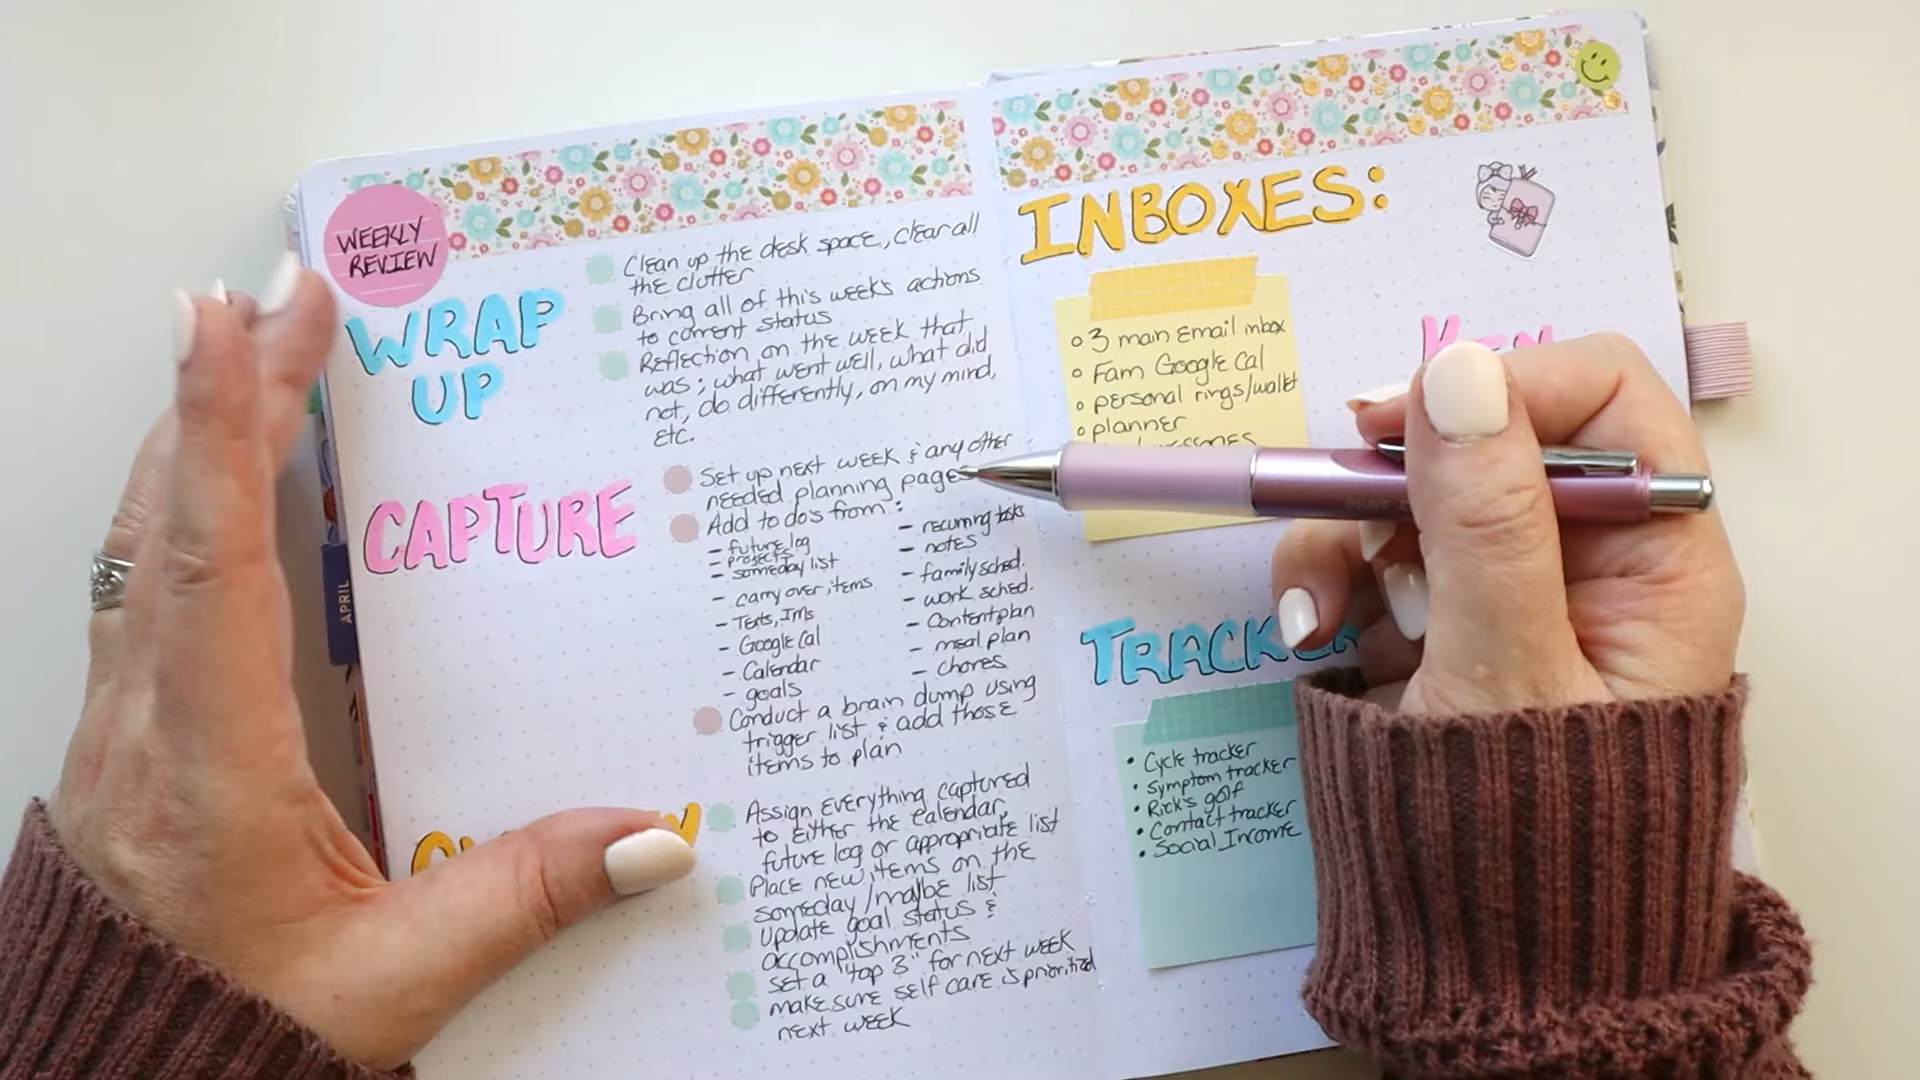 WEEKLY
REVIEW
WRAP
UP
Clean up the desk space, clear all
the clutter
Bring all of this weeks actions
to current status
Reflection on the week that
was; what went well, what did
not, do differently, on my mind,
etc.
CAPTURE
Set up next week & any other
needed planning pages
Add to do's from:
- future log
- projects
- someday list
- carry over items
- Texts, IMs
- Google Cal
- Calendar
- goals
- recurring tasks
- notes
- family sched.
- work sched.
- Content plan
- meal plan
- chores
Conduct a brain dump using
trigger list & add those
items to plan
Assign everything captured
to either the calendar,
future log or appropriate list
Place new items on the
someday/maybe list
Update goal status &
accomplishments
set a "top 3" for next week
make sure self care is prioritized
next week
APRIL
INBOXES:
3 main email inbox
Fam Google Cal
personal rings/wallet
planner
KEY
TRACKER
Cycle tracker
Symptom tracker
Rick's golf
Contact tracker
Social Income